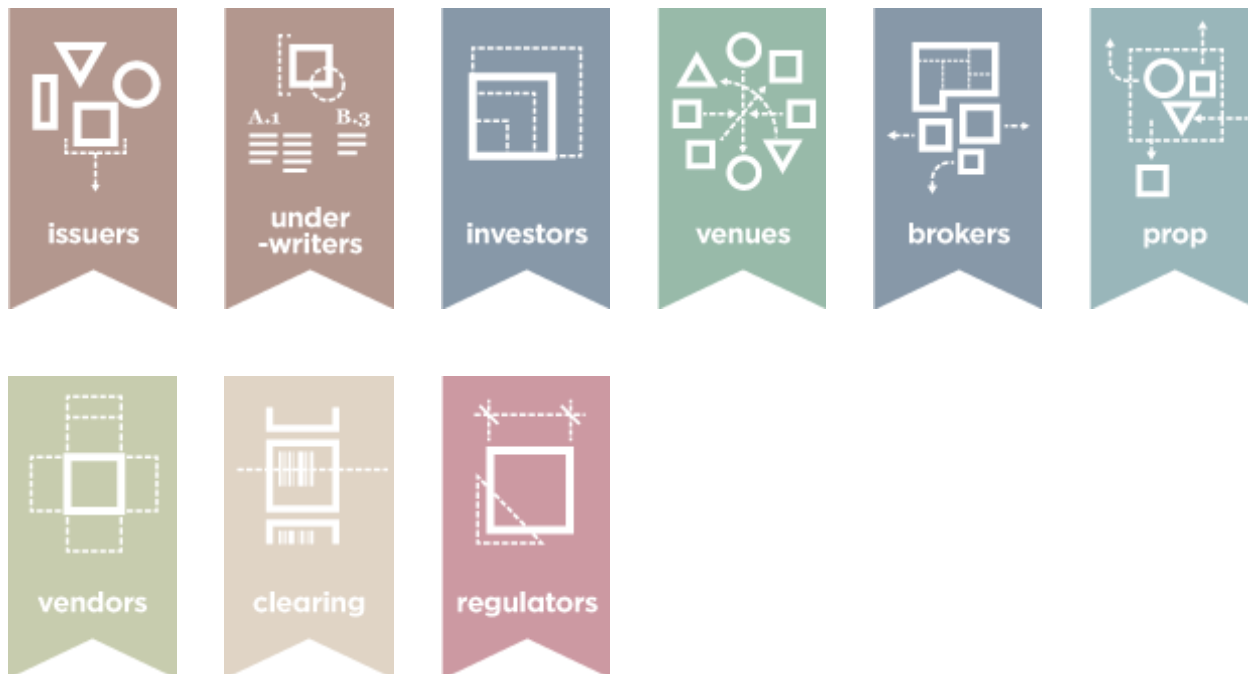 A.1 B.3
issuers
under
-writers
investors
venues
brokers
prop
vendors
clearing
regulators